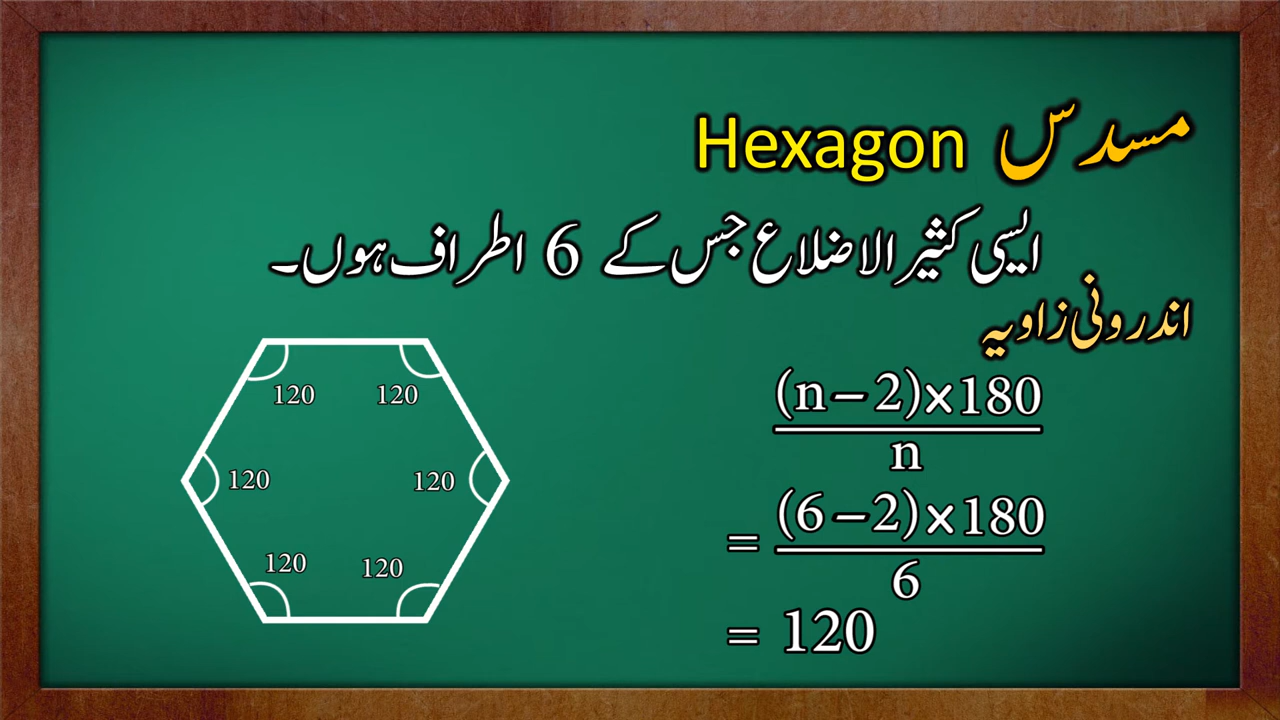 مسدس Hexagon
ایسی کثیر الاضلاع جس کے 6 اطراف ہوں۔
اندرونی زاویہ
(n−2)×180
n
= (6−2)×180
6
= 120
120 120
120 120
120 120